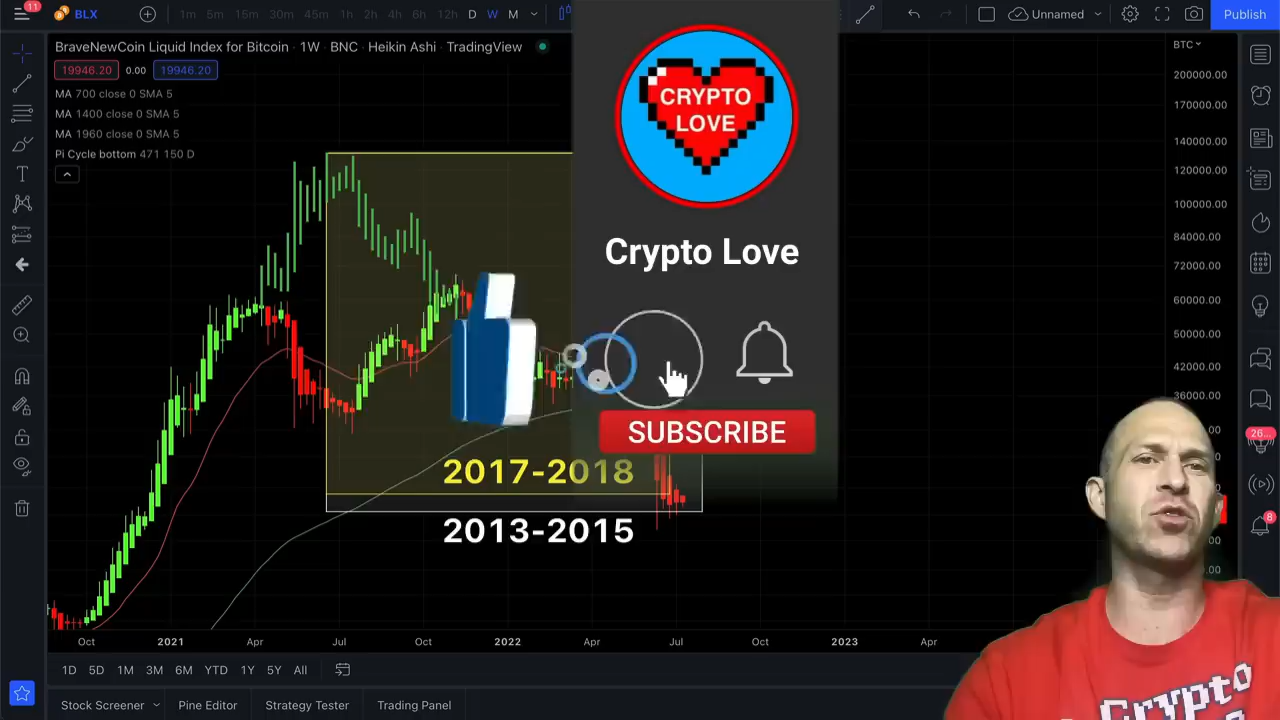 11
BLX
1m 5m 15m 30m 45m 1h 2h 4h 6h 12h D W M
Unnamed
Publish
BraveNewCoin Liquid Index for Bitcoin · 1W · BNC · Heikin Ashi · TradingView
19946.20 0.00 19946.20
MA 700 close 0 SMA 5
MA 1400 close 0 SMA 5
MA 1960 close 0 SMA 5
Pi Cycle bottom 471 150 D
CRYPTO
LOVE
Crypto Love
SUBSCRIBE
2017-2018
2013-2015
BTC
200000.00
170000.00
140000.00
120000.00
100000.00
84000.00
72000.00
60000.00
50000.00
42000.00
36000.00
26...
8
Oct 2021 Apr Jul Oct 2022 Apr Jul Oct 2023 Apr
1D 5D 1M 3M 6M YTD 1Y 5Y All
Stock Screener Pine Editor Strategy Tester Trading Panel
Crypto